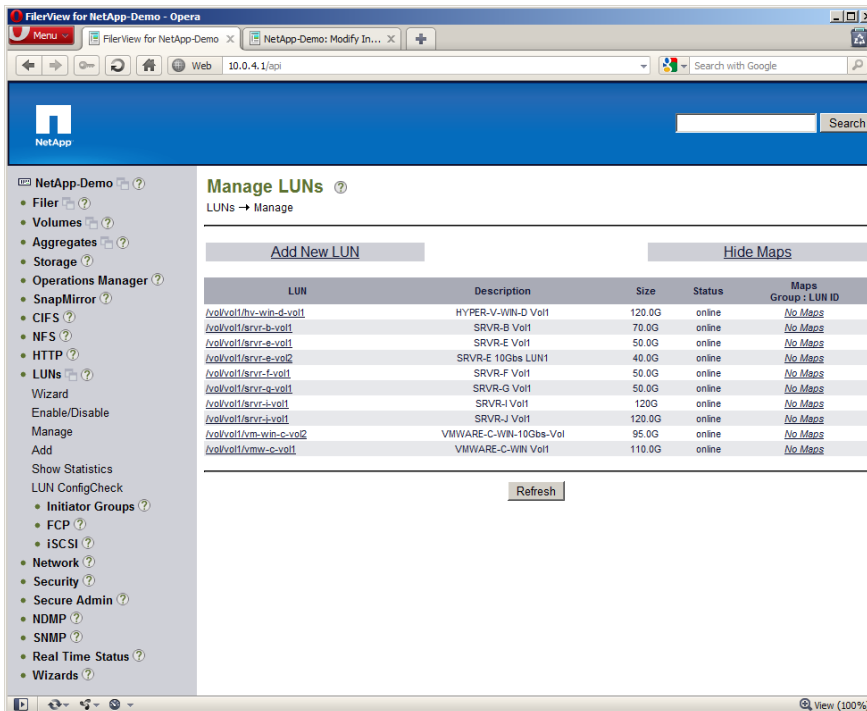 FilerView for NetApp-Demo - Opera
Menu
FilerView for NetApp-Demo X
NetApp-Demo: Modify In... X
Web 10.0.4.1/api
Search with Google
NetApp
Search
NetApp-Demo
Filer
Volumes
Aggregates
Storage
Operations Manager
SnapMirror
CIFS
NFS
HTTP
LUNs
Wizard
Enable/Disable
Manage
Add
Show Statistics
LUN ConfigCheck
Initiator Groups
FCP
iSCSI
Network
Security
Secure Admin
NDMP
SNMP
Real Time Status
Wizards
Manage LUNs
LUNs → Manage
Add New LUN
Hide Maps
LUN Description Size Status Maps Group : LUN ID
/vol/vol1/hv-win-d-vol1 HYPER-V-WIN-D Vol1 120.0G online No Maps
/vol/vol1/srvr-b-vol1 SRVR-B Vol1 70.0G online No Maps
/vol/vol1/srvr-e-vol1 SRVR-E Vol1 50.0G online No Maps
/vol/vol1/srvr-e-vol2 SRVR-E 10Gbs LUN1 40.0G online No Maps
/vol/vol1/srvr-f-vol1 SRVR-F Vol1 50.0G online No Maps
/vol/vol1/srvr-g-vol1 SRVR-G Vol1 50.0G online No Maps
/vol/vol1/srvr-i-vol1 SRVR-I Vol1 120G online No Maps
/vol/vol1/srvr-j-vol1 SRVR-J Vol1 120.0G online No Maps
/vol/vol1/vm-win-c-vol2 VMWARE-C-WIN-10Gbs-Vol 95.0G online No Maps
/vol/vol1/vmw-c-vol1 VMWARE-C-WIN Vol1 110.0G online No Maps
Refresh
View (100%)